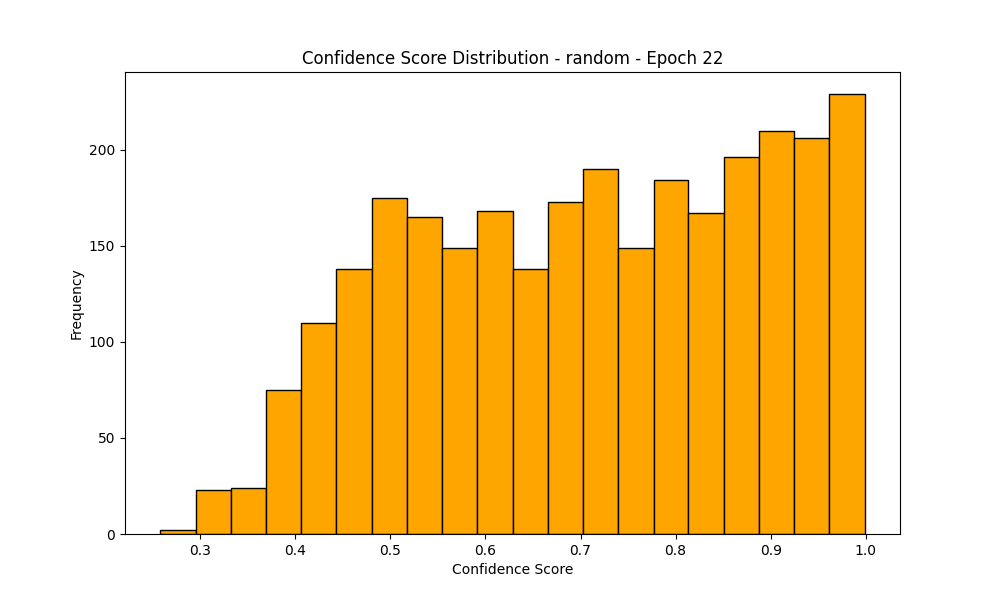 Confidence Score Distribution - random - Epoch 22
200
150
100
50
0
Frequency
0.3 0.4 0.5 0.6 0.7 0.8 0.9 1.0
Confidence Score